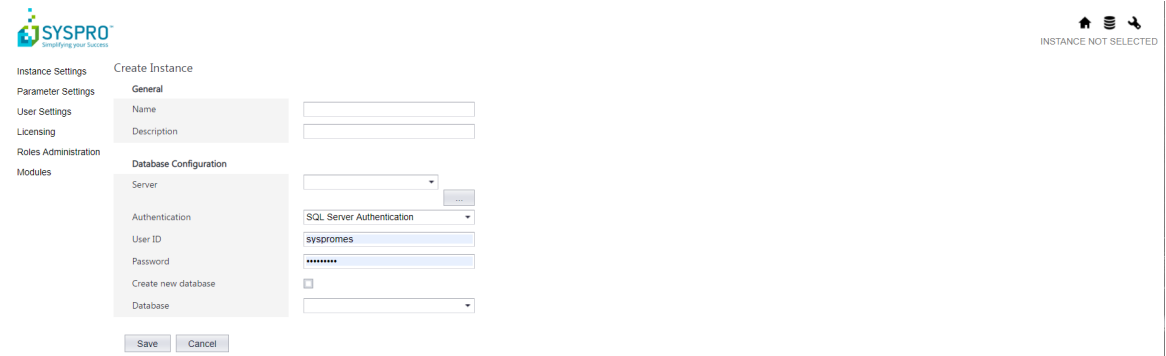 SYSPRO™
Simplifying your Success
INSTANCE NOT SELECTED
Instance Settings
Parameter Settings
User Settings
Licensing
Roles Administration
Modules
Create Instance
General
Name
Description
Database Configuration
Server
...
Authentication
SQL Server Authentication
User ID
syspromes
Password
•••••••••
Create new database
Database
Save
Cancel